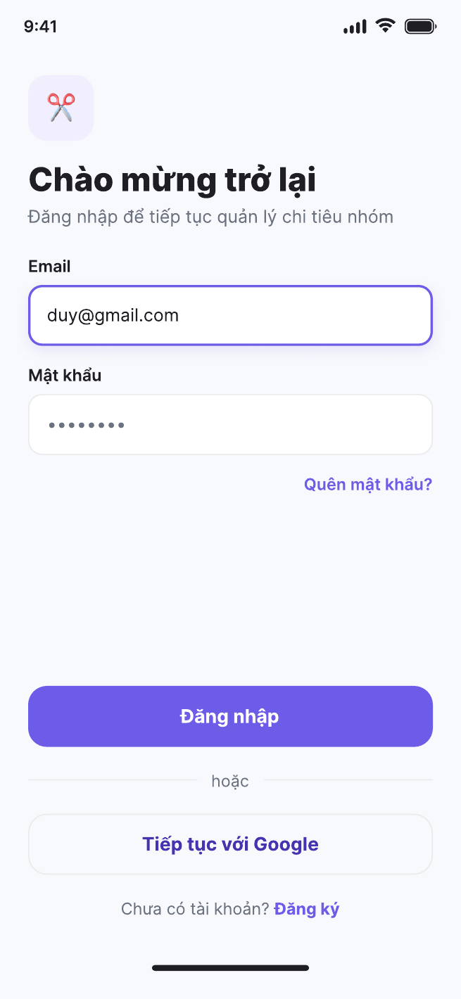 9:41
Chào mừng trở lại
Đăng nhập để tiếp tục quản lý chi tiêu nhóm
Email
duy@gmail.com
Mật khẩu
••••••••
Quên mật khẩu?
Đăng nhập
hoặc
Tiếp tục với Google
Chưa có tài khoản? Đăng ký